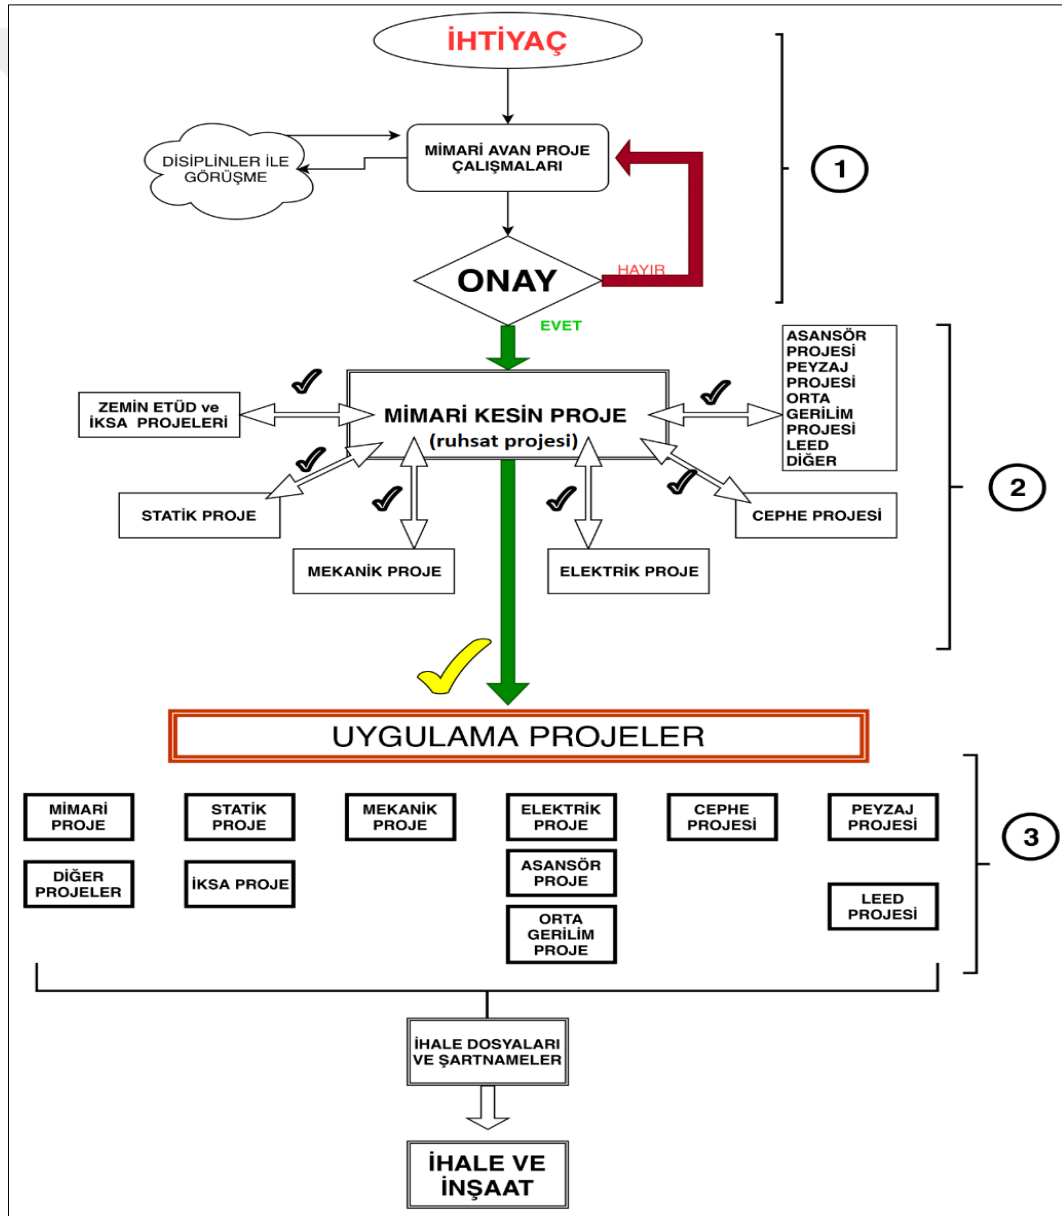 İHTİYAÇ
MİMARİ AVAN PROJE
ÇALIŞMALARI
DİSİPLİNLER İLE
GÖRÜŞME
1
ONAY
HAYIR
EVET
ASANSÖR
PROJESİ
PEYZAJ
PROJESİ
ORTA
GERİLİM
PROJESİ
LEED
DİĞER
ZEMİN ETÜD ve
İKSA PROJELERİ
MİMARİ KESİN PROJE
(ruhsat projesi)
2
STATİK PROJE
CEPHE PROJESİ
MEKANİK PROJE
ELEKTRİK PROJE
UYGULAMA PROJELER
MİMARİ
PROJE
STATİK
PROJE
MEKANİK
PROJE
ELEKTRİK
PROJE
CEPHE
PROJESİ
PEYZAJ
PROJESİ
3
DİĞER
PROJELER
İKSA PROJE
ASANSÖR
PROJE
LEED
PROJESİ
ORTA
GERİLİM
PROJE
İHALE DOSYALARI
VE ŞARTNAMELER
İHALE VE
İNŞAAT